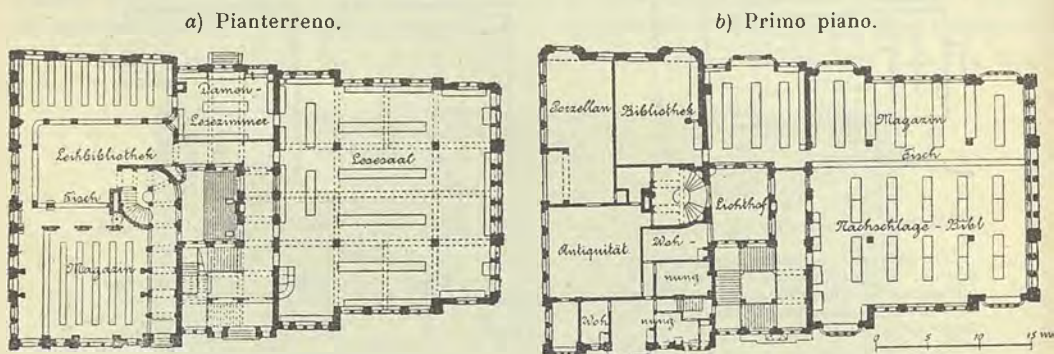 a) Pianterreno.
b) Primo piano.
Damen-
Lesezimmer
Leihbibliothek
Tisch
Magazin
Lesesaal
Porzellan
Bibliothek
Magazin
Tisch
Lichthof
Nachschlage-Bibl
Antiquität
Woh-
nung
Woh
nung
0 5 10 15 m